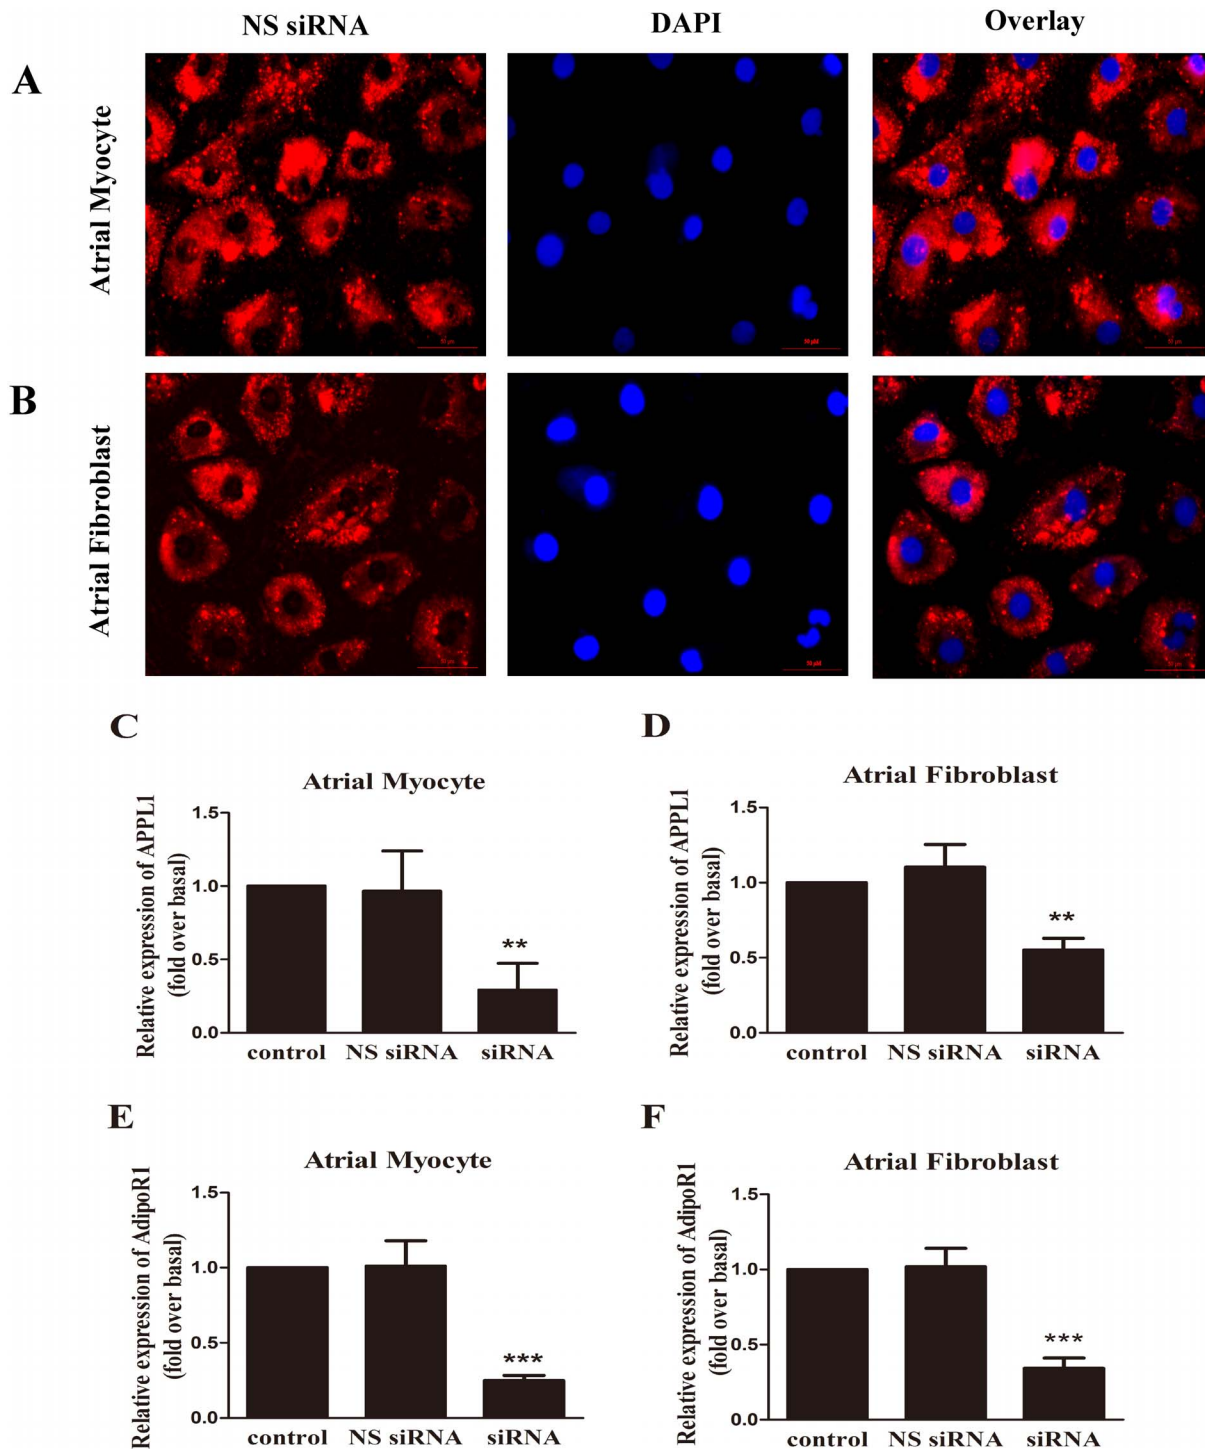 NS siRNA
DAPI
Overlay
A
Atrial Myocyte
50 µM
B
Atrial Fibroblast
50 µM
C
Atrial Myocyte
Relative expression of APPL1
(fold over basal)
1.5
1.0
0.5
0.0
**
control
NS siRNA
siRNA
D
Atrial Fibroblast
Relative expression of APPL1
(fold over basal)
1.5
1.0
0.5
0.0
**
control
NS siRNA
siRNA
E
Atrial Myocyte
Relative expression of AdipoR1
(fold over basal)
1.5
1.0
0.5
0.0
***
control
NS siRNA
siRNA
F
Atrial Fibroblast
Relative expression of AdipoR1
(fold over basal)
1.5
1.0
0.5
0.0
***
control
NS siRNA
siRNA